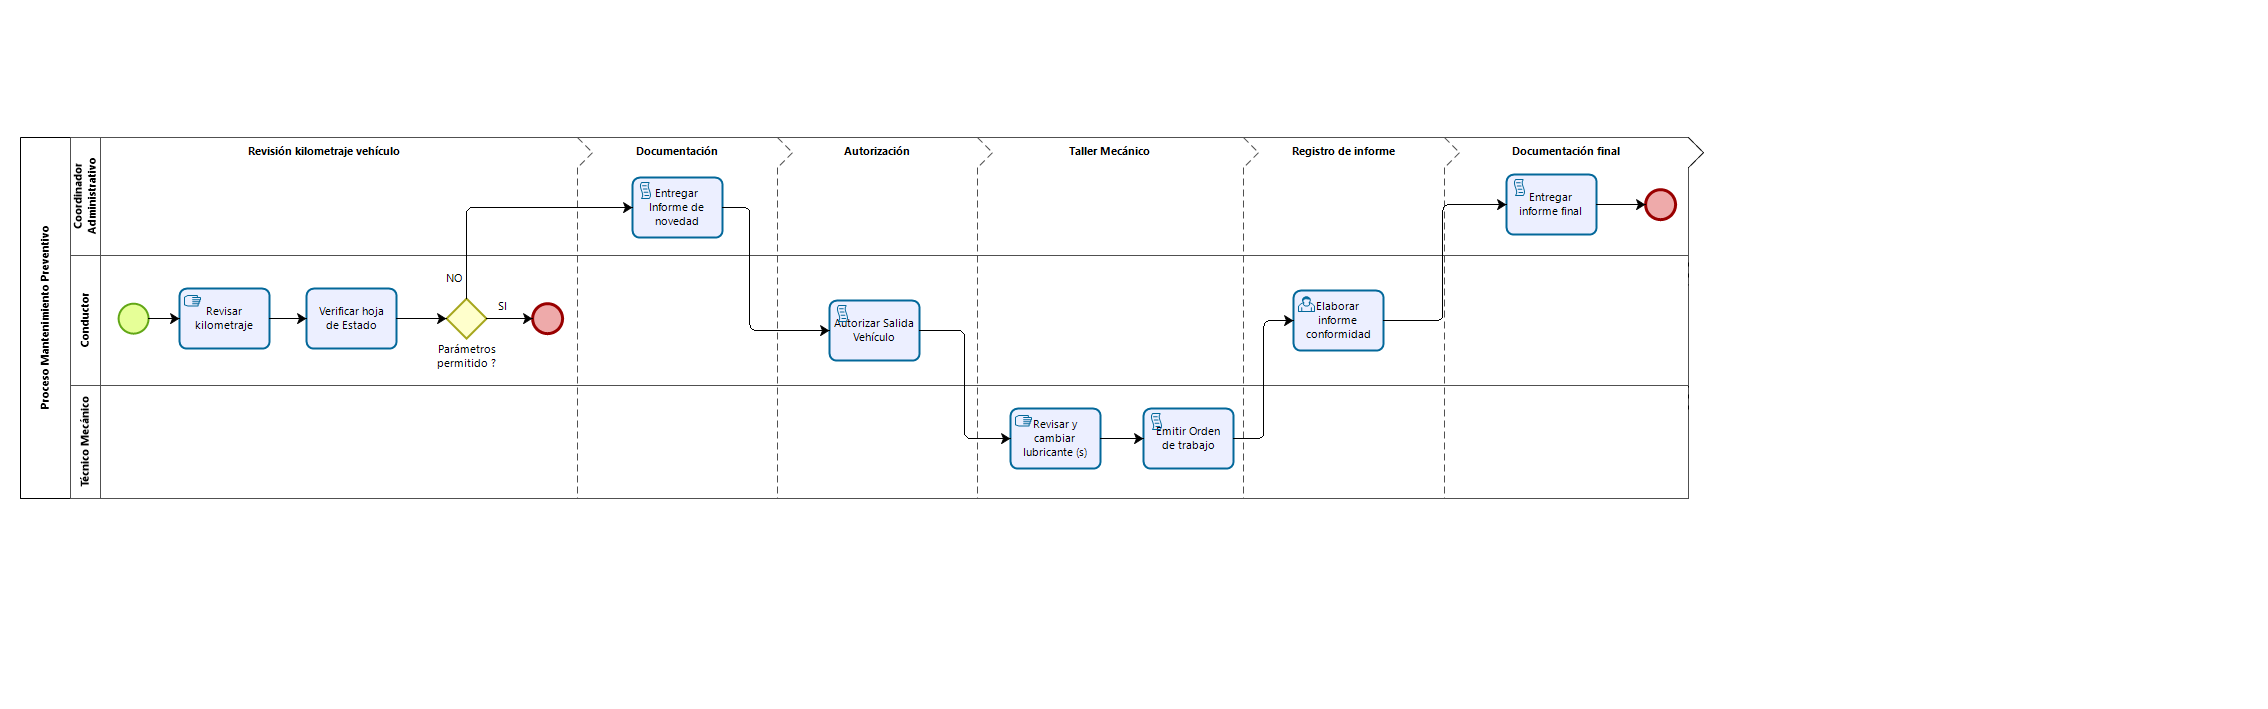 Proceso Mantenimiento Preventivo
Coordinador
Administrativo
Conductor
Técnico Mecánico
Revisión kilometraje vehículo
Documentación
Autorización
Taller Mecánico
Registro de informe
Documentación final
Entregar
Informe de
novedad
Entregar
informe final
NO
Revisar
kilometraje
Verificar hoja
de Estado
SI
Parámetros
permitido ?
Autorizar Salida
Vehículo
Elaborar
informe
conformidad
Revisar y
cambiar
lubricante (s)
Emitir Orden
de trabajo